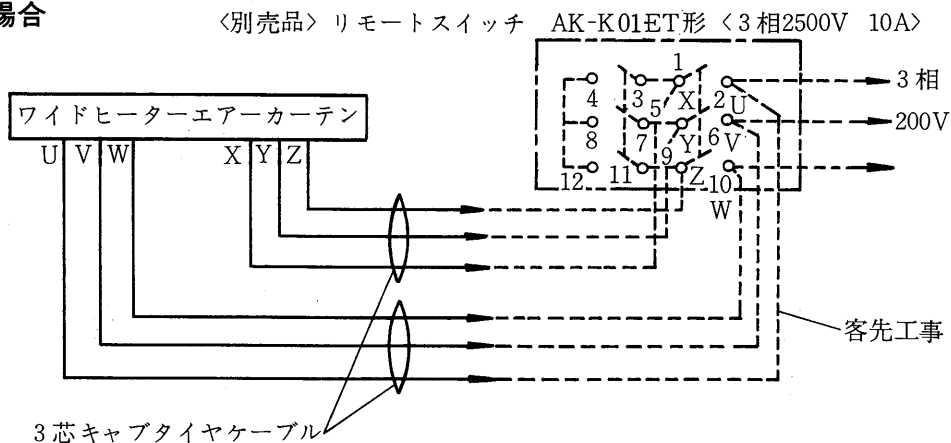 場合
〈別売品〉リモートスイッチ AK-K01ET形〈3相2500V 10A〉
ワイドヒーターエアーカーテン
U V W X Y Z
4 3 1 2
5 X U
8 7 Y 6 V
9
12 11 Z 10
W
3相
200V
客先工事
3芯キャブタイヤケーブル